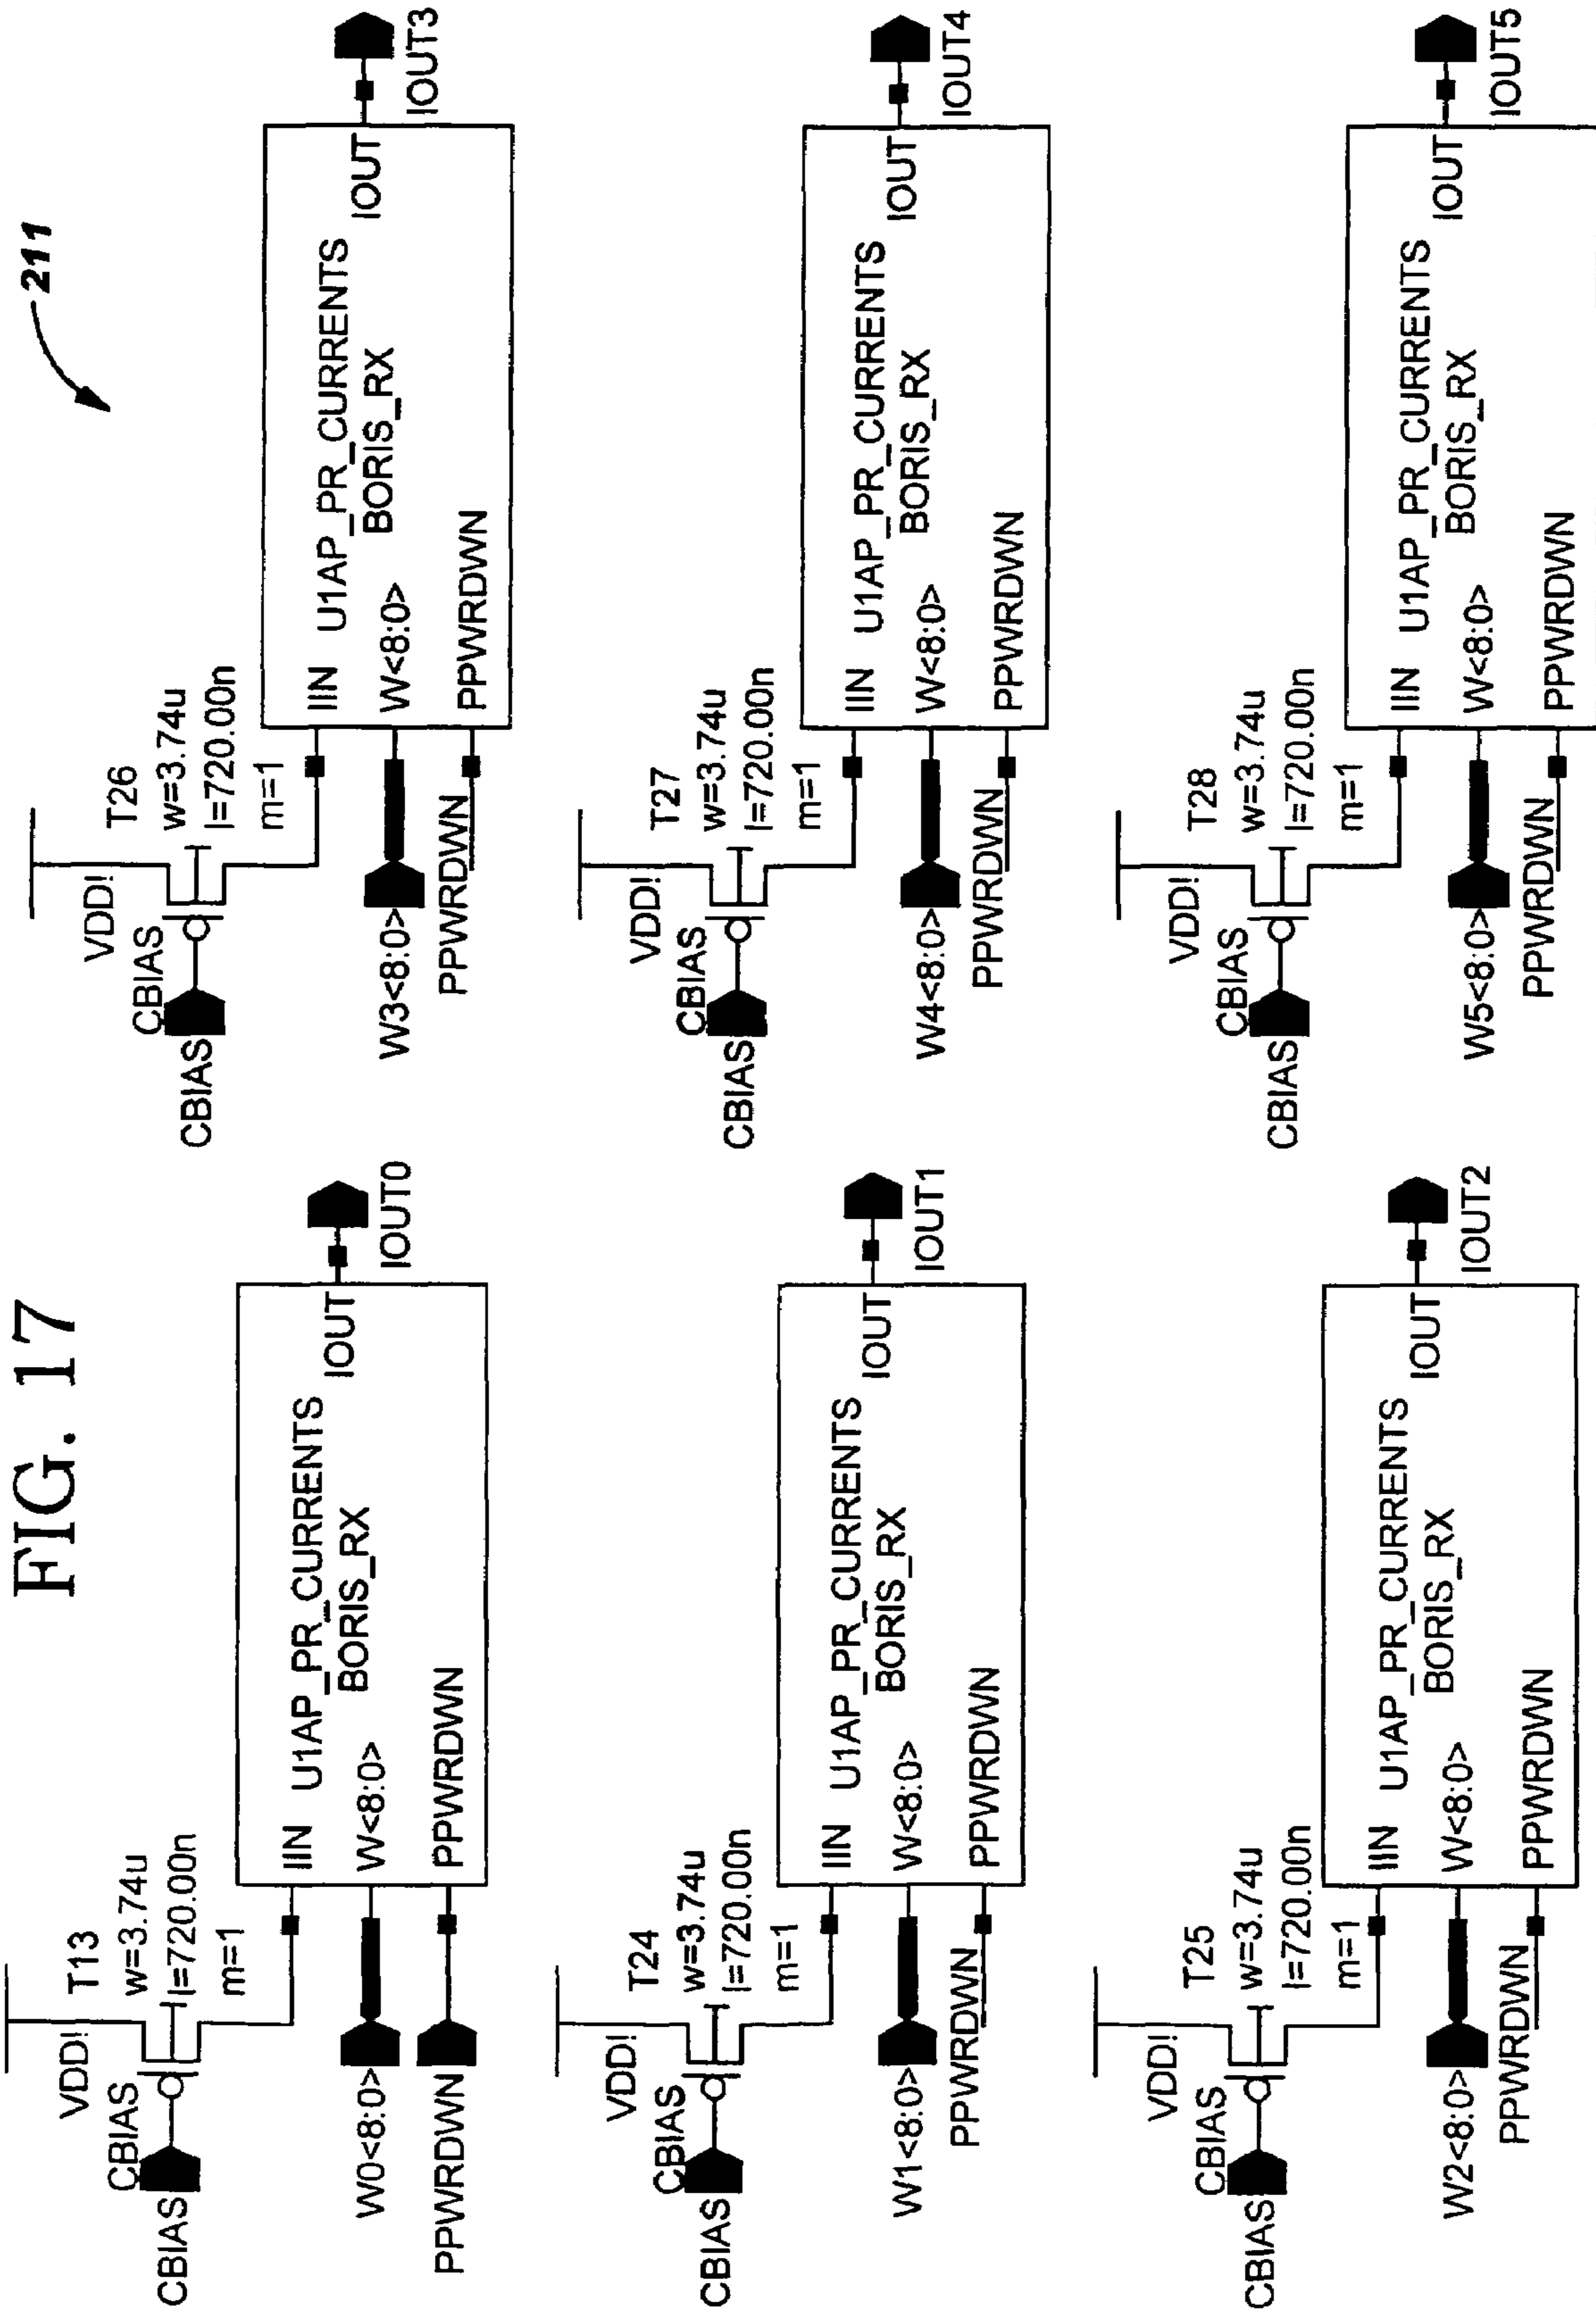 FIG. 17
211
VDD!
T13
w=3.74u
l=720.00n
m=1
CBIAS
CBIAS
IIN
U1AP_PR_CURRENTS
BORIS_RX
IOUT
IOUT0
W0<8:0>
W<8:0>
PPWRDWN
PPWRDWN
VDD!
T26
w=3.74u
l=720.00n
m=1
CBIAS
CBIAS
IIN
U1AP_PR_CURRENTS
BORIS_RX
IOUT
IOUT3
W3<8:0>
W<8:0>
PPWRDWN
PPWRDWN
VDD!
T24
w=3.74u
l=720.00n
m=1
CBIAS
CBIAS
IIN
U1AP_PR_CURRENTS
BORIS_RX
IOUT
IOUT1
W1<8:0>
W<8:0>
PPWRDWN
PPWRDWN
VDD!
T27
w=3.74u
l=720.00n
m=1
CBIAS
CBIAS
IIN
U1AP_PR_CURRENTS
BORIS_RX
IOUT
IOUT4
W4<8:0>
W<8:0>
PPWRDWN
PPWRDWN
VDD!
T25
w=3.74u
l=720.00n
m=1
CBIAS
CBIAS
IIN
U1AP_PR_CURRENTS
BORIS_RX
IOUT
IOUT2
W2<8:0>
W<8:0>
PPWRDWN
PPWRDWN
VDD!
T28
w=3.74u
l=720.00n
m=1
CBIAS
CBIAS
IIN
U1AP_PR_CURRENTS
BORIS_RX
IOUT
IOUT5
W5<8:0>
W<8:0>
PPWRDWN
PPWRDWN